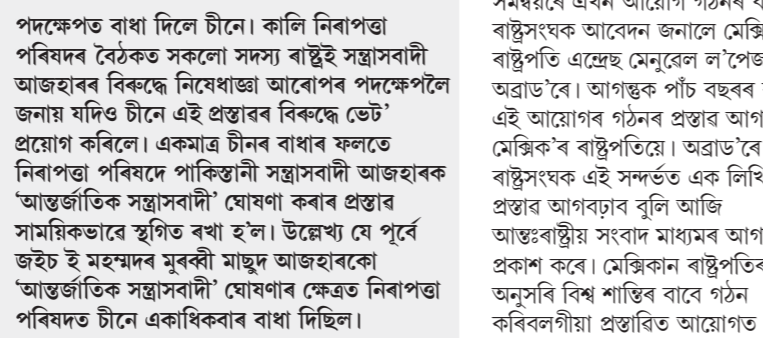 পদক্ষেপত বাধা দিলে চীনে। কালি নিৰাপত্তা
পৰিষদৰ বৈঠকত সকলো সদস্য ৰাষ্ট্ৰই সন্ত্ৰাসবাদী
আজহাৰৰ বিৰুদ্ধে নিষেধাজ্ঞা আৰোপৰ পদক্ষেপলৈ
জনায় যদিও চীনে এই প্ৰস্তাৱৰ বিৰুদ্ধে ভেট’
প্ৰয়োগ কৰিলে। একমাত্ৰ চীনৰ বাধাৰ ফলতে
নিৰাপত্তা পৰিষদে পাকিস্তানী সন্ত্ৰাসবাদী আজহাৰক
‘আন্তৰ্জাতিক সন্ত্ৰাসবাদী’ ঘোষণা কৰাৰ প্ৰস্তাৱ
সাময়িকভাৱে স্থগিত ৰখা হ’ল। উল্লেখ্য যে পূৰ্বে
জইচ ই মহম্মদৰ মুৰব্বী মাছুদ আজহাৰকো
‘আন্তৰ্জাতিক সন্ত্ৰাসবাদী’ ঘোষণাৰ ক্ষেত্ৰত নিৰাপত্তা
পৰিষদত চীনে একাধিকবাৰ বাধা দিছিল।
ৰাষ্ট্ৰসংঘক আবেদন জনালে
ৰাষ্ট্ৰপতি এন্দ্ৰেছ মেনুৱেল ল’পেজ
অব্ৰাড’ৰে। আগন্তুক পাঁচ বছৰৰ
এই আয়োগৰ গঠনৰ প্ৰস্তাৱ
মেক্সিক’ৰ ৰাষ্ট্ৰপতিয়ে। অব্ৰাড’ৰে
ৰাষ্ট্ৰসংঘক এই সন্দৰ্ভত এক
প্ৰস্তাৱ আগবঢ়াব বুলি আজি
আন্তঃৰাষ্ট্ৰীয় সংবাদ মাধ্যমৰ
প্ৰকাশ কৰে। মেক্সিকান
অনুসৰি বিশ্ব শান্তিৰ বাবে গঠন
কৰিবলগীয়া প্ৰস্তাৱিত আয়োগত